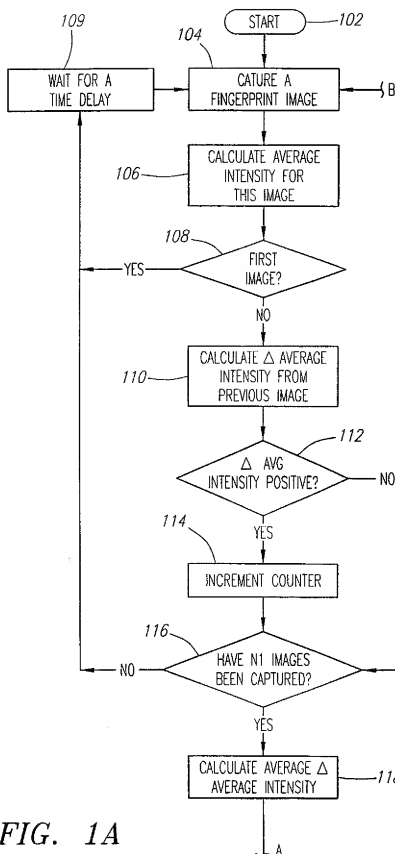 START
102
109
104
WAIT FOR A
TIME DELAY
CATURE A
FINGERPRINT IMAGE
B
106
CALCULATE AVERAGE
INTENSITY FOR
THIS IMAGE
108
FIRST
IMAGE?
YES
NO
110
CALCULATE Δ AVERAGE
INTENSITY FROM
PREVIOUS IMAGE
112
Δ AVG
INTENSITY POSITIVE?
NO
YES
114
INCREMENT COUNTER
116
HAVE N1 IMAGES
BEEN CAPTURED?
NO
YES
CALCULATE AVERAGE Δ
AVERAGE INTENSITY
A
FIG. 1A